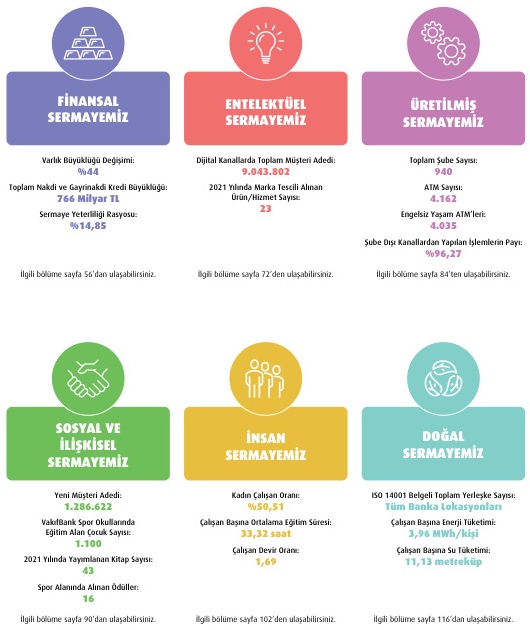 FİNANSAL
SERMAYEMİZ
Varlık Büyüklüğü Değişimi:
%44
Toplam Nakdi ve Gayrinakdi Kredi Büyüklüğü:
766 Milyar TL
Sermaye Yeterliliği Rasyosu:
%14,85
İlgili bölüme sayfa 56'dan ulaşabilirsiniz.
ENTELEKTÜEL
SERMAYEMİZ
Dijital Kanallarda Toplam Müşteri Adedi:
9.043.802
2021 Yılında Marka Tescili Alınan
Ürün/Hizmet Sayısı:
23
İlgili bölüme sayfa 72'den ulaşabilirsiniz.
ÜRETİLMİŞ
SERMAYEMİZ
Toplam Şube Sayısı:
940
ATM Sayısı:
4.162
Engelsiz Yaşam ATM'leri:
4.035
Şube Dışı Kanallardan Yapılan İşlemlerin Payı:
%96,27
İlgili bölüme sayfa 84'ten ulaşabilirsiniz.
SOSYAL VE
İLİŞKİSEL
SERMAYEMİZ
Yeni Müşteri Adedi:
1.286.622
VakıfBank Spor Okullarında
Eğitim Alan Çocuk Sayısı:
1.100
2021 Yılında Yayımlanan Kitap Sayısı:
43
Spor Alanında Alınan Ödüller:
16
İlgili bölüme sayfa 90'dan ulaşabilirsiniz.
İNSAN
SERMAYEMİZ
Kadın Çalışan Oranı:
%50,51
Çalışan Başına Ortalama Eğitim Süresi:
33,32 saat
Çalışan Devir Oranı:
1,69
İlgili bölüme sayfa 102'den ulaşabilirsiniz.
DOĞAL
SERMAYEMİZ
ISO 14001 Belgeli Toplam Yerleşke Sayısı:
Tüm Banka Lokasyonları
Çalışan Başına Enerji Tüketimi:
3,96 MWh/kişi
Çalışan Başına Su Tüketimi:
11,13 metreküp
İlgili bölüme sayfa 116'dan ulaşabilirsiniz.